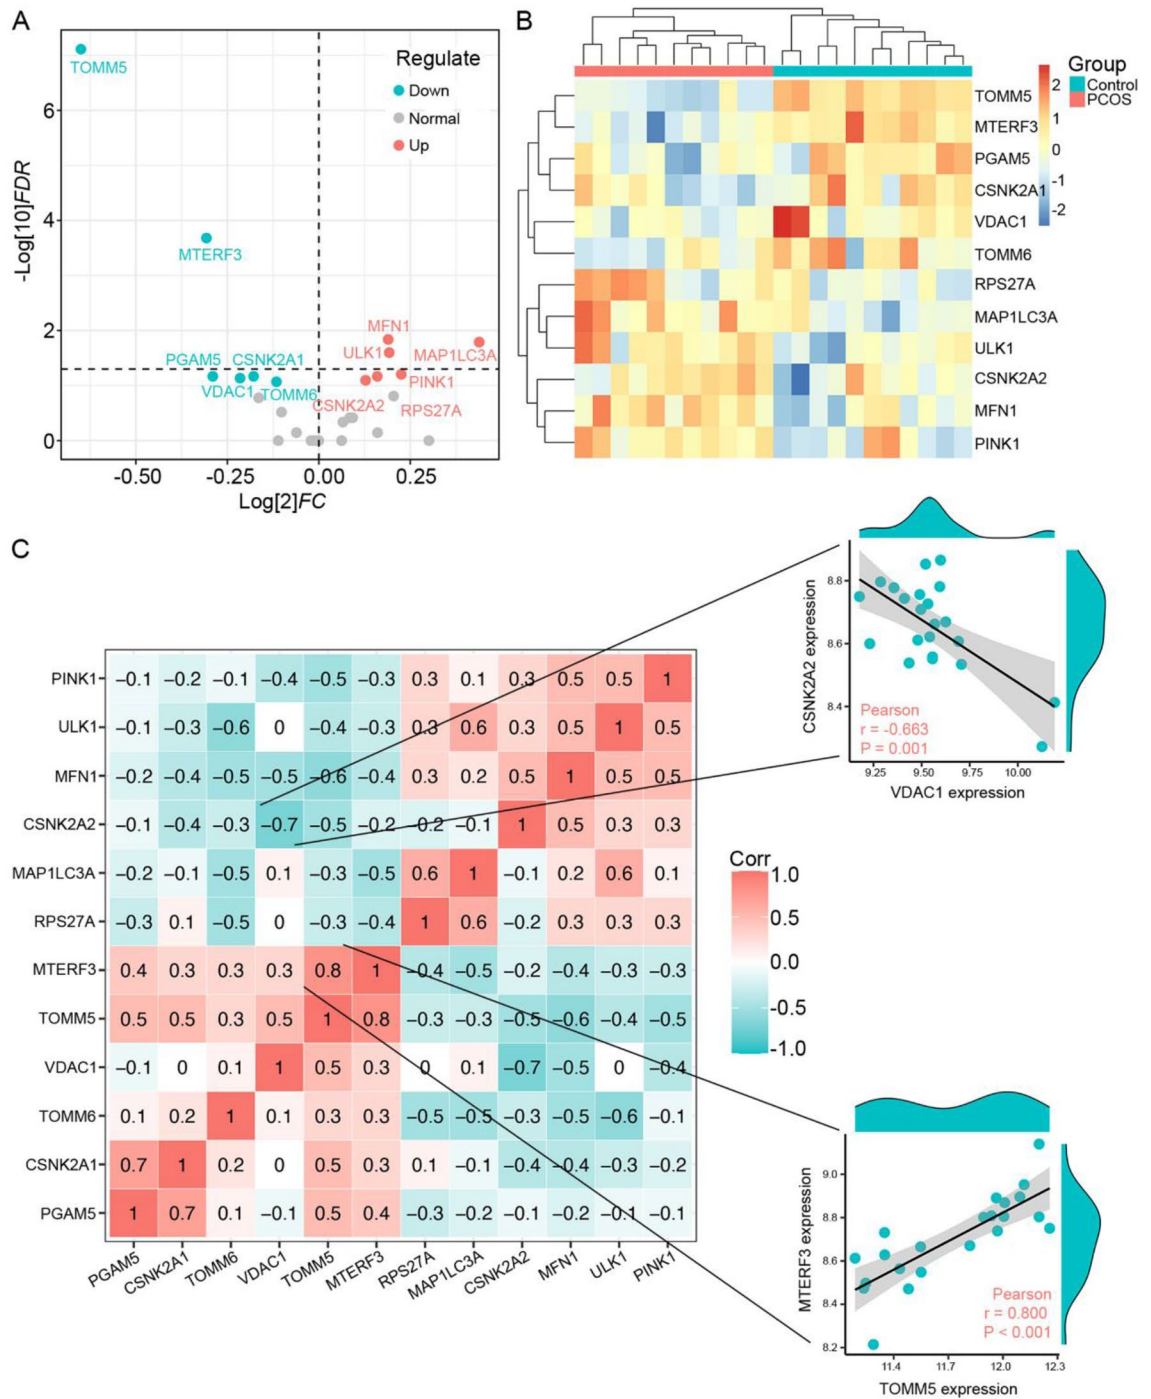 A
TOMM5
Regulate
Down
Normal
Up
MTERF3
MFN1
ULK1
MAP1LC3A
PGAM5 CSNK2A1
VDAC1 TOMM6
PINK1
CSNK2A2 RPS27A
6
4
2
0
-0.50 -0.25 0.00 0.25
-Log[10]FDR
Log[2]FC
B
TOMM5
MTERF3
PGAM5
CSNK2A1
VDAC1
TOMM6
RPS27A
MAP1LC3A
ULK1
CSNK2A2
MFN1
PINK1
2
1
0
-1
-2
Group
Control
PCOS
C
PINK1 −0.1 −0.2 −0.1 −0.4 −0.5 −0.3 0.3 0.1 0.3 0.5 0.5 1
ULK1 −0.1 −0.3 −0.6 0 −0.4 −0.3 0.3 0.6 0.3 0.5 1 0.5
MFN1 −0.2 −0.4 −0.5 −0.5 −0.6 −0.4 0.3 0.2 0.5 1 0.5 0.5
CSNK2A2 −0.1 −0.4 −0.3 −0.7 −0.5 −0.2 −0.2 −0.1 1 0.5 0.3 0.3
MAP1LC3A −0.2 −0.1 −0.5 0.1 −0.3 −0.5 0.6 1 −0.1 0.2 0.6 0.1
RPS27A −0.3 0.1 −0.5 0 −0.3 −0.4 1 0.6 −0.2 0.3 0.3 0.3
MTERF3 0.4 0.3 0.3 0.3 0.8 1 −0.4 −0.5 −0.2 −0.4 −0.3 −0.3
TOMM5 0.5 0.5 0.3 0.5 1 0.8 −0.3 −0.3 −0.5 −0.6 −0.4 −0.5
VDAC1 −0.1 0 0.1 1 0.5 0.3 0 0.1 −0.7 −0.5 0 −0.4
TOMM6 0.1 0.2 1 0.1 0.3 0.3 −0.5 −0.5 −0.3 −0.5 −0.6 −0.1
CSNK2A1 0.7 1 0.2 0 0.5 0.3 0.1 −0.1 −0.4 −0.4 −0.3 −0.2
PGAM5 1 0.7 0.1 −0.1 0.5 0.4 −0.3 −0.2 −0.1 −0.2 −0.1 −0.1
PGAM5 CSNK2A1 TOMM6 VDAC1 TOMM5 MTERF3 RPS27A MAP1LC3A CSNK2A2 MFN1 ULK1 PINK1
Corr
1.0
0.5
0.0
-0.5
-1.0
CSNK2A2 expression
8.8
8.6
8.4
Pearson
r = -0.663
P = 0.001
9.25 9.50 9.75 10.00
VDAC1 expression
MTERF3 expression
9.0
8.8
8.6
8.4
8.2
Pearson
r = 0.800
P < 0.001
11.4 11.7 12.0 12.3
TOMM5 expression